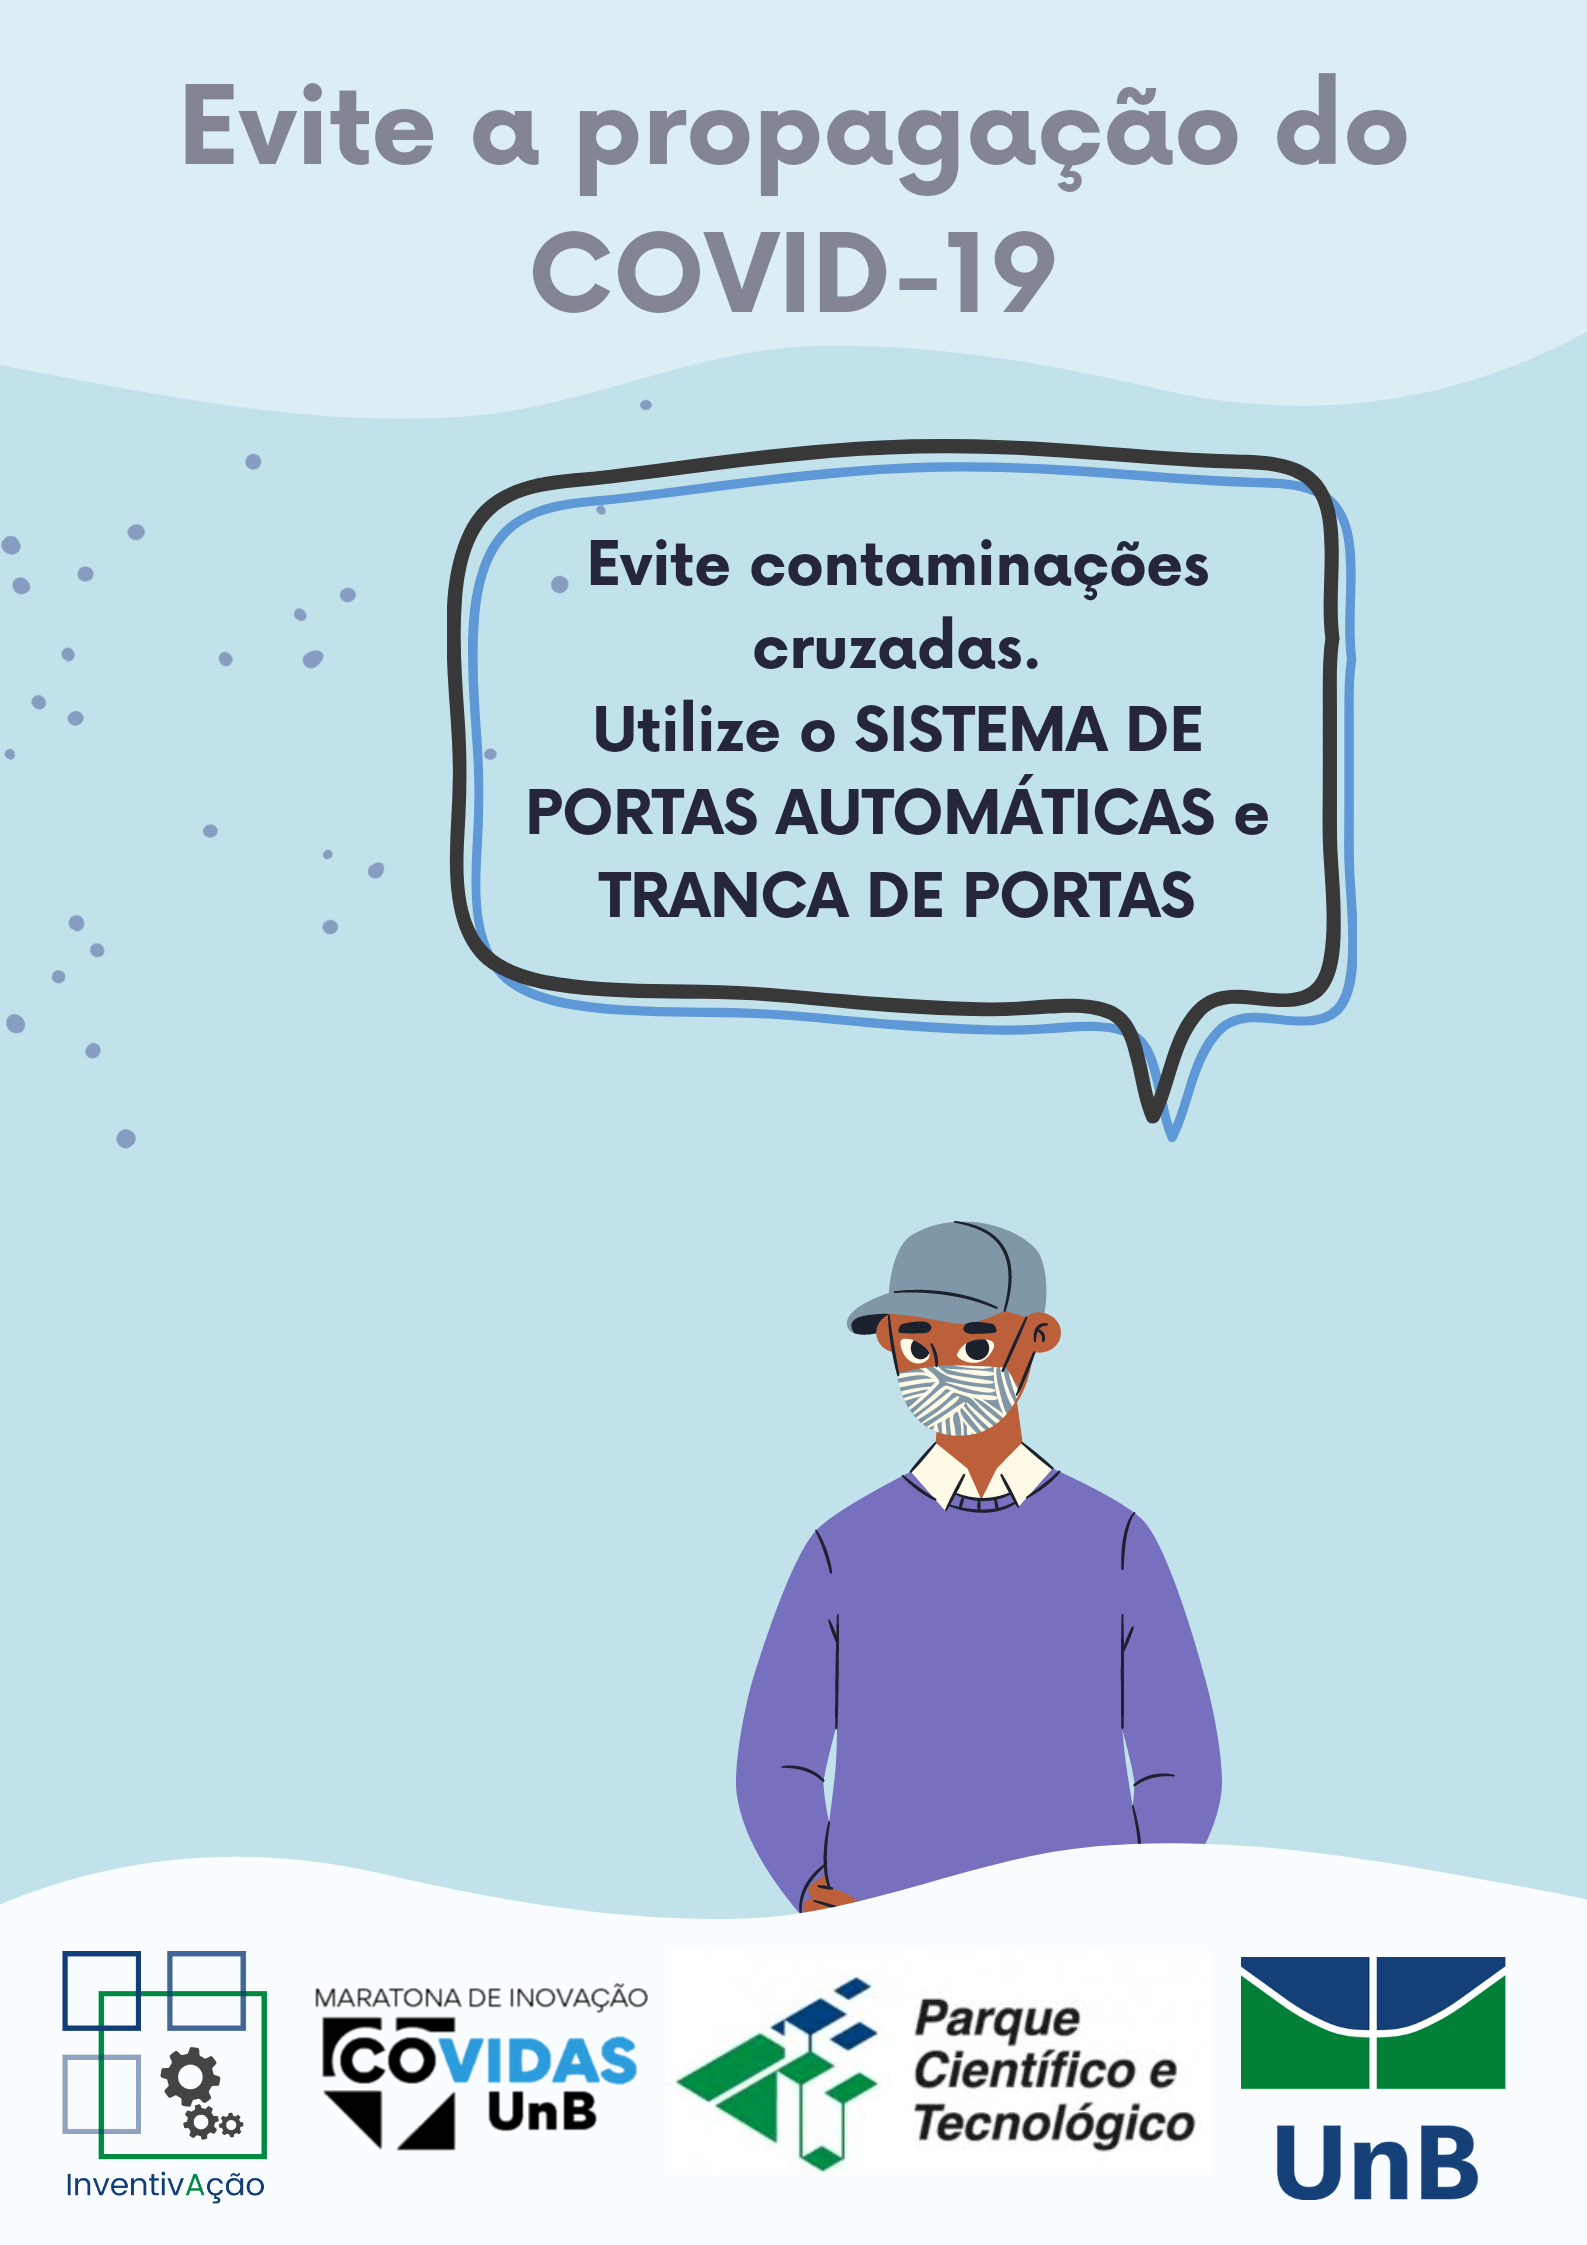 Evite a propagação do
COVID-19
Evite contaminações
cruzadas.
Utilize o SISTEMA DE
PORTAS AUTOMÁTICAS e
TRANCA DE PORTAS
InventivAção
MARATONA DE INOVAÇÃO
COVIDAS
UnB
Parque
Científico e
Tecnológico
UnB